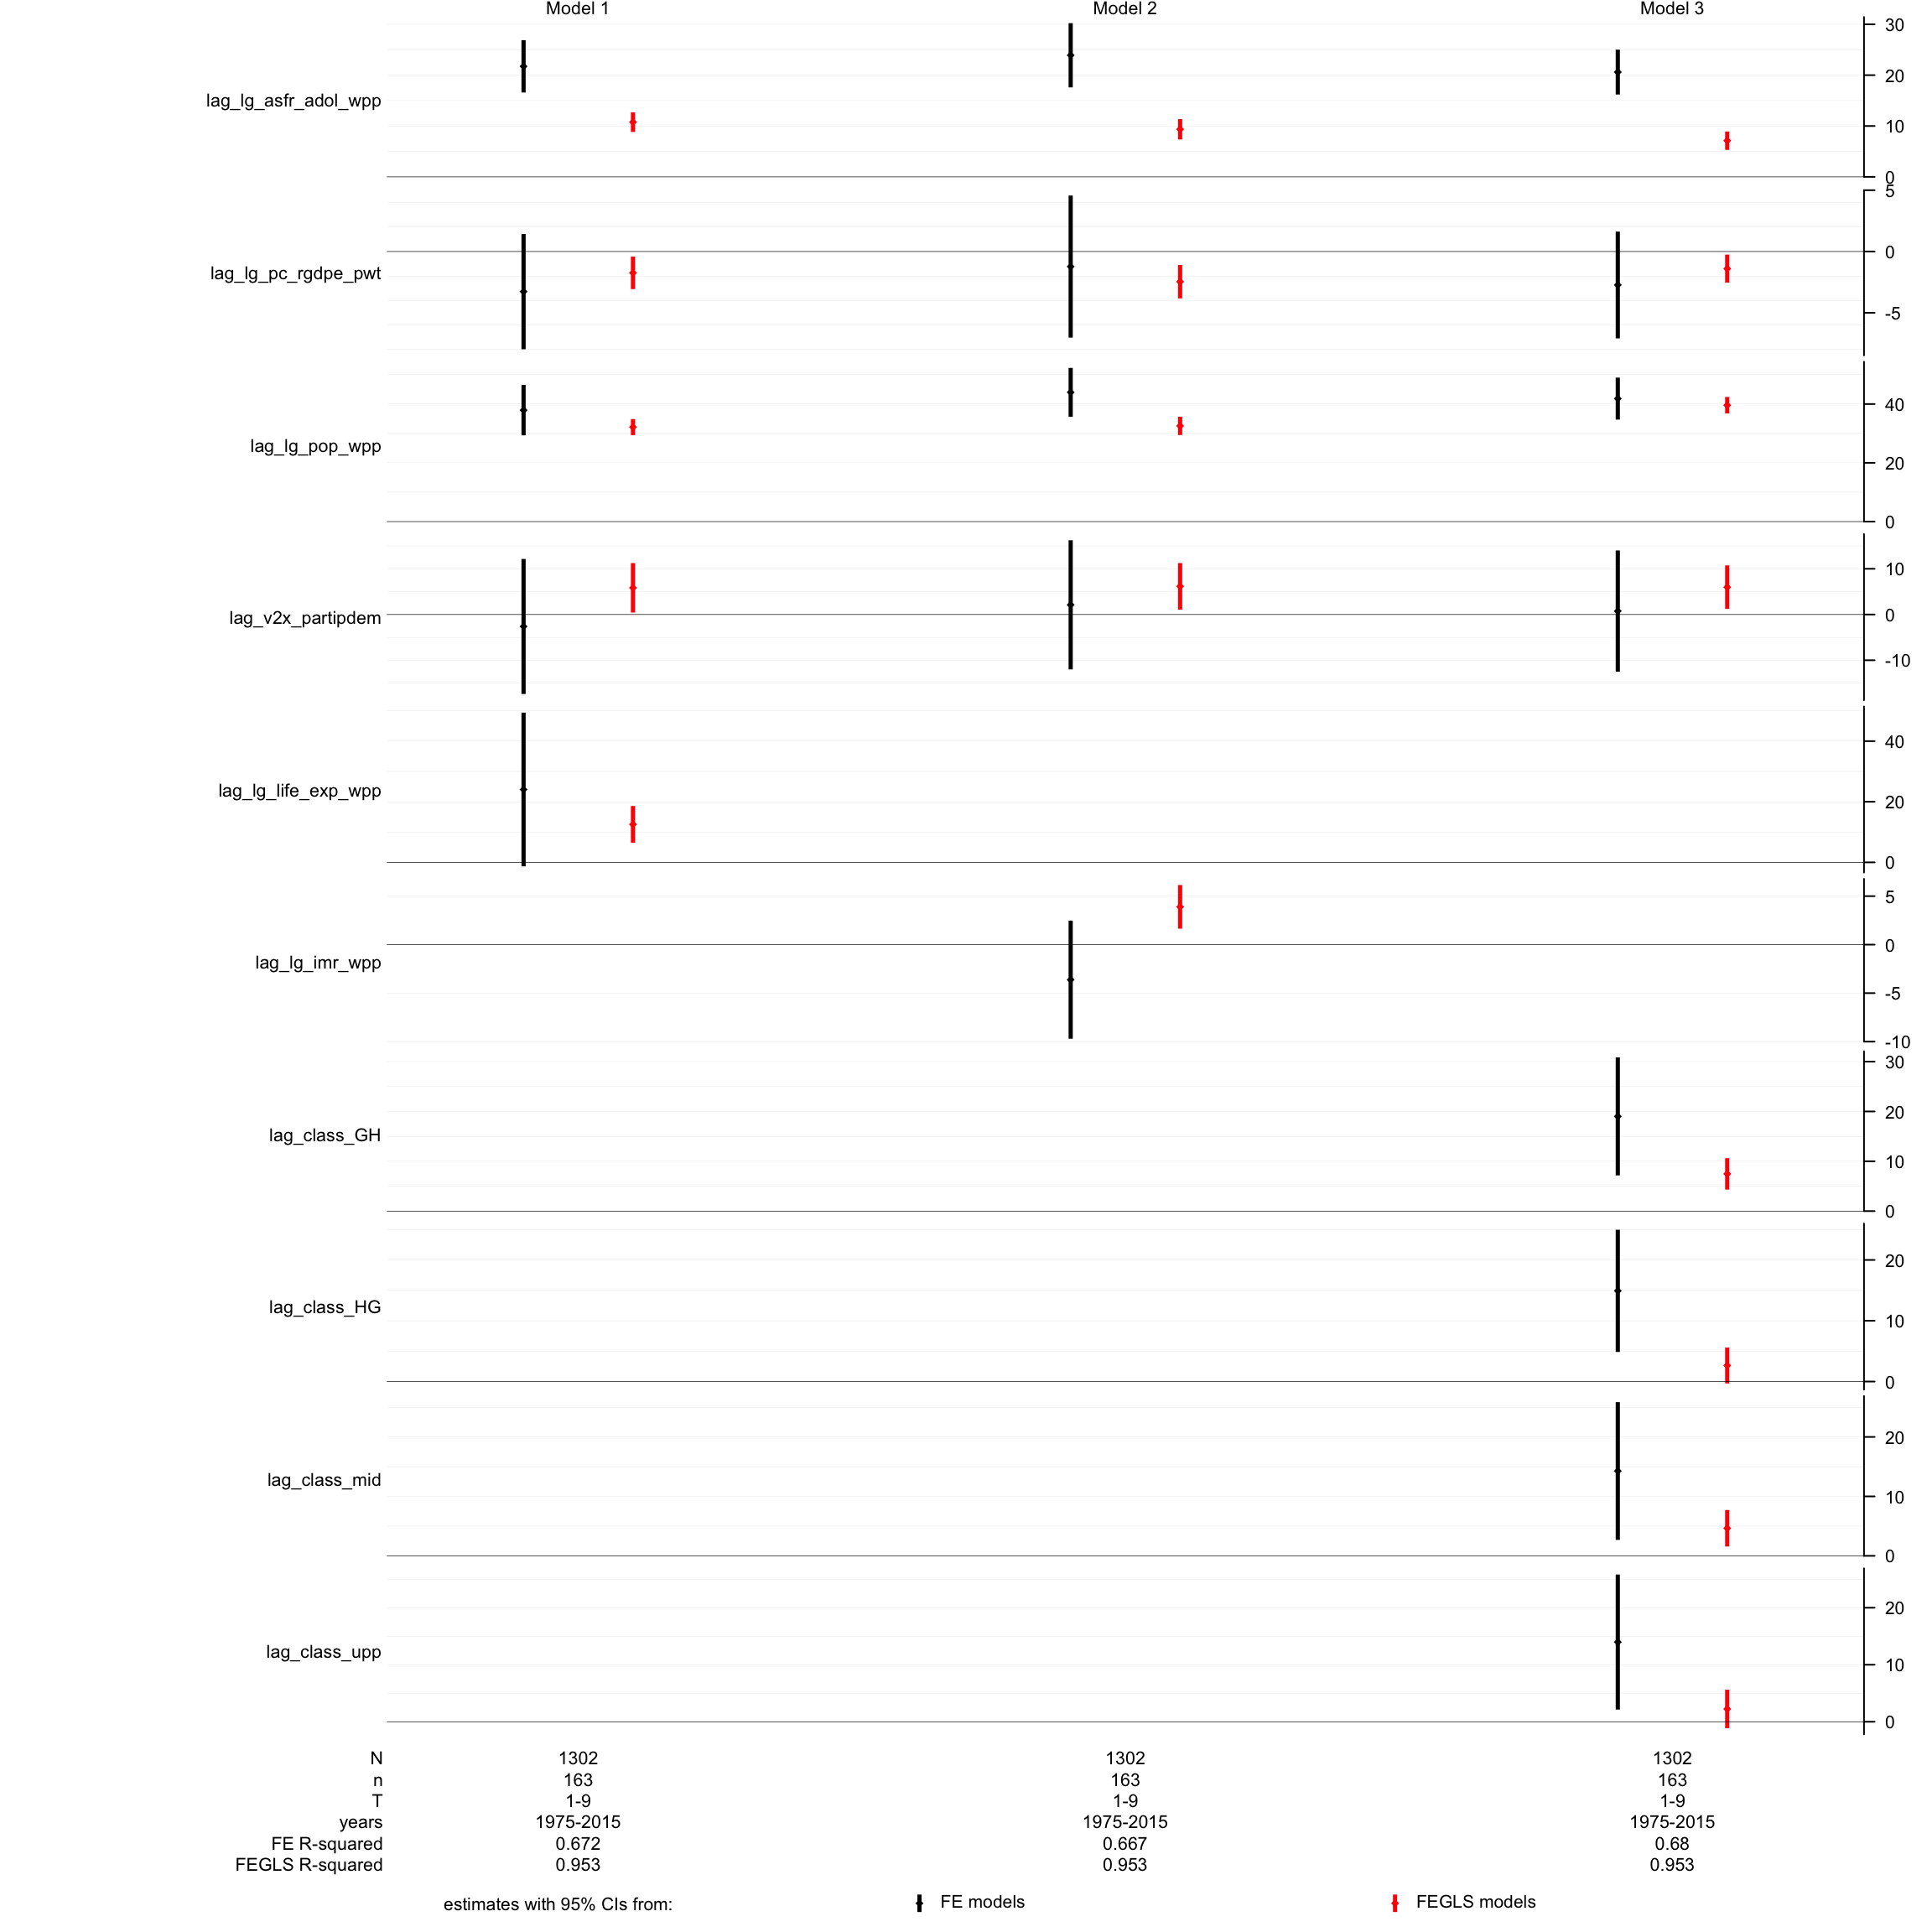 Model 1 Model 2 Model 3
30
20
lag_lg_asfr_adol_wpp
10
0
5
0
lag_lg_pc_rgdpe_pwt
-5
40
lag_lg_pop_wpp
20
0
10
0
lag_v2x_partipdem
-10
40
lag_lg_life_exp_wpp
20
0
5
0
lag_lg_imr_wpp
-5
-10
30
20
lag_class_GH
10
0
20
lag_class_HG
10
0
20
lag_class_mid
10
0
20
lag_class_upp
10
0
N 1302 1302 1302
n 163 163 163
T 1-9 1-9 1-9
years 1975-2015 1975-2015 1975-2015
FE R-squared 0.672 0.667 0.68
FEGLS R-squared 0.953 0.953 0.953
estimates with 95% CIs from: FE models FEGLS models